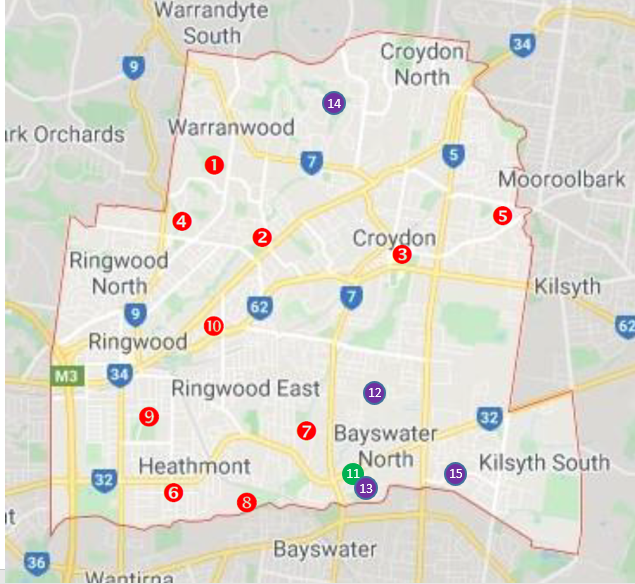 Warrandyte
South
34
Croydon
North
9
14
rk Orchards
Warranwood
5
1
7
Mooroolbark
5
4
2
Croydon
3
Ringwood
North
Kilsyth
7
9
62
62
10
Ringwood
M3
34
Ringwood East
12
9
32
7
Bayswater
North
Heathmont
11
15
Kilsyth South
32
13
6
8
nt
Bayswater
36
Wantirna